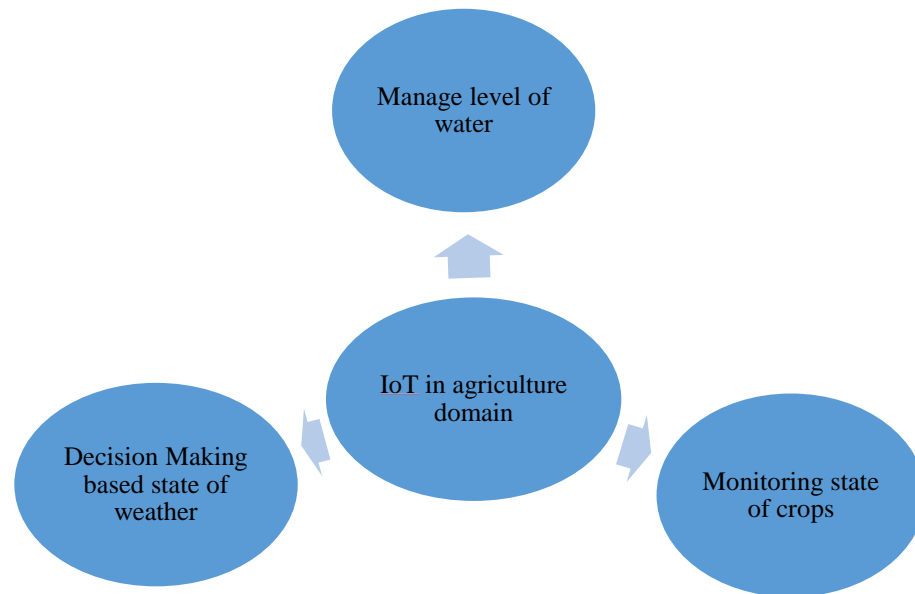 Manage level of
water
IoT in agriculture
domain
Decision Making
based state of
weather
Monitoring state
of crops